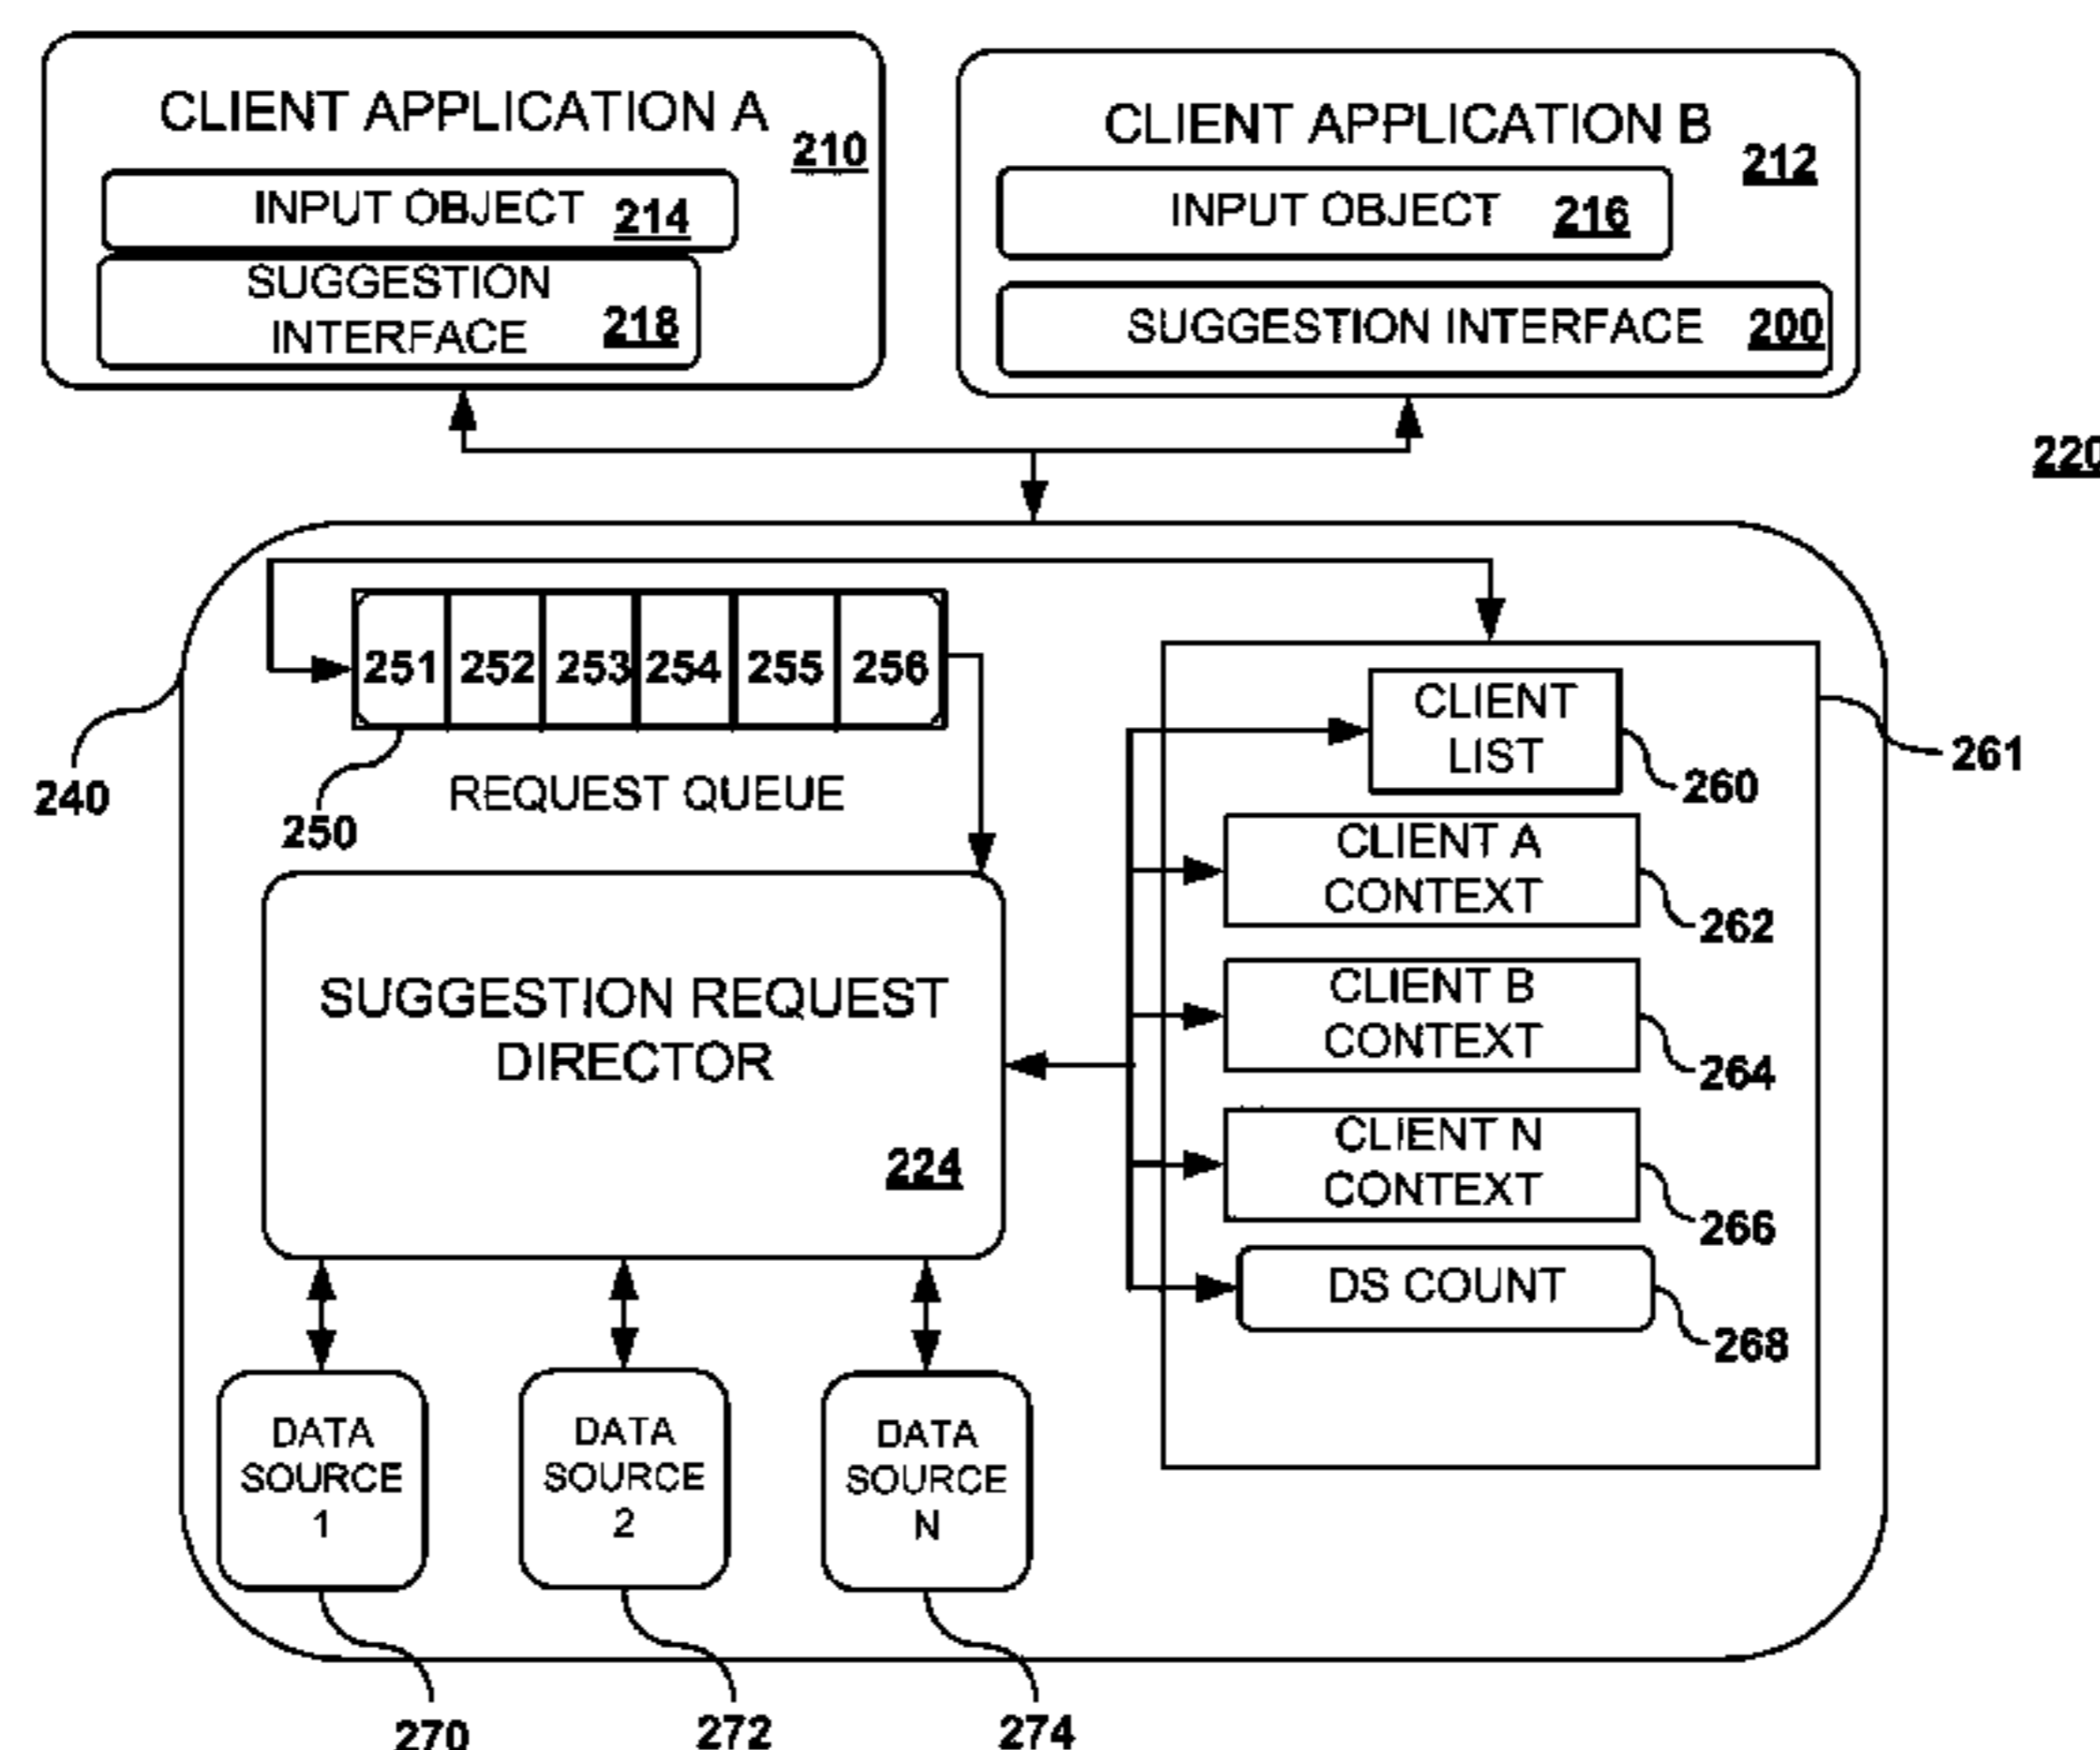 CLIENT APPLICATION A
210
INPUT OBJECT 214
SUGGESTION
INTERFACE
218
CLIENT APPLICATION B
212
INPUT OBJECT 216
SUGGESTION INTERFACE 200
220
251 252 253 254 255 256
240
250
REQUEST QUEUE
CLIENT
LIST
260
261
CLIENT A
CONTEXT
262
CLIENT B
CONTEXT
264
CLIENT N
CONTEXT
266
DS COUNT
268
SUGGESTION REQUEST
DIRECTOR
224
DATA
SOURCE
1
DATA
SOURCE
2
DATA
SOURCE
N
270
272
274